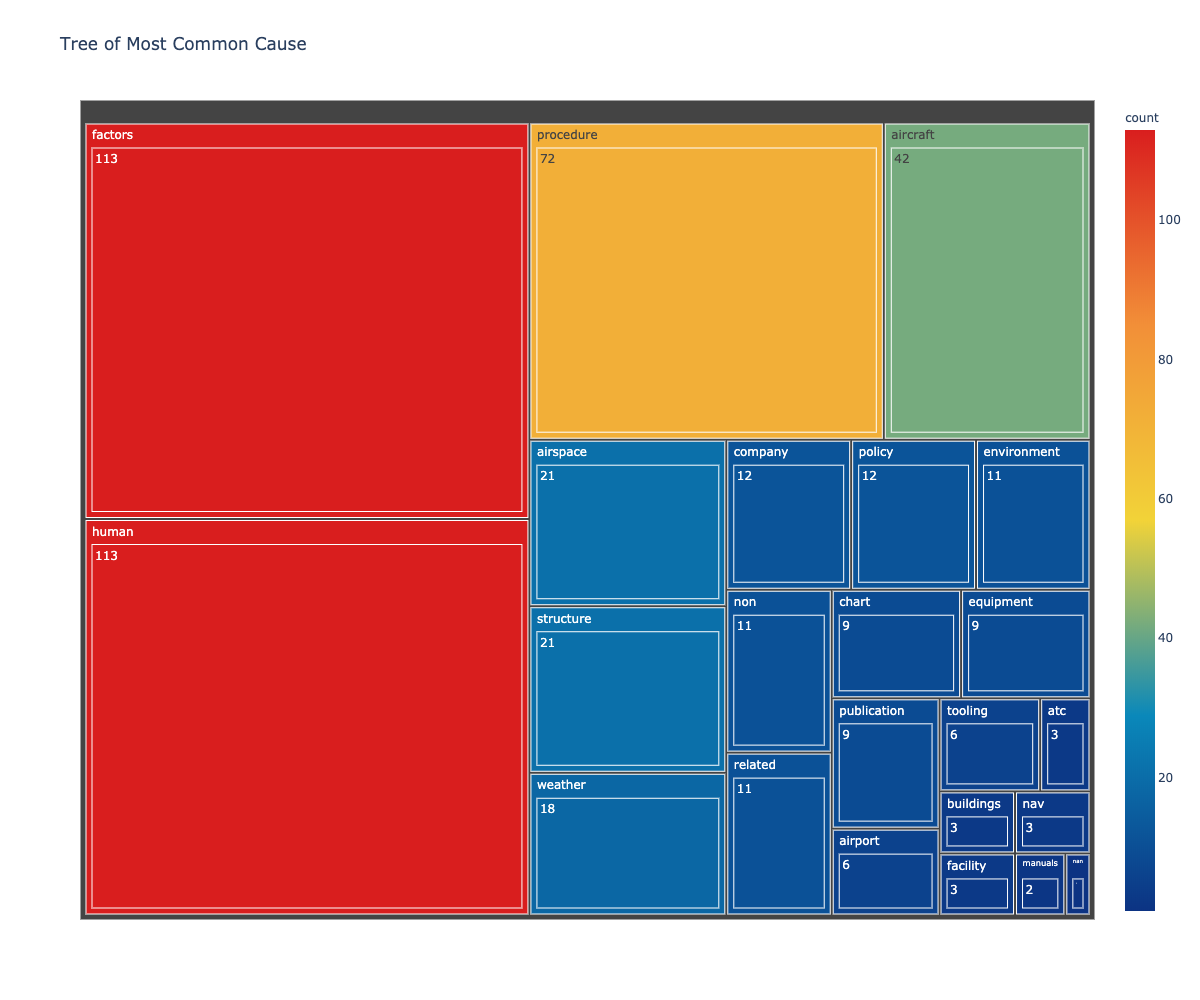 Tree of Most Common Cause
count
factors
113
procedure
72
aircraft
42
100
80
60
40
20
human
113
airspace
21
company
12
policy
12
environment
11
structure
21
non
11
chart
9
equipment
9
weather
18
related
11
publication
9
tooling
6
atc
3
buildings
3
nav
3
airport
6
facility
3
manuals
2
nan